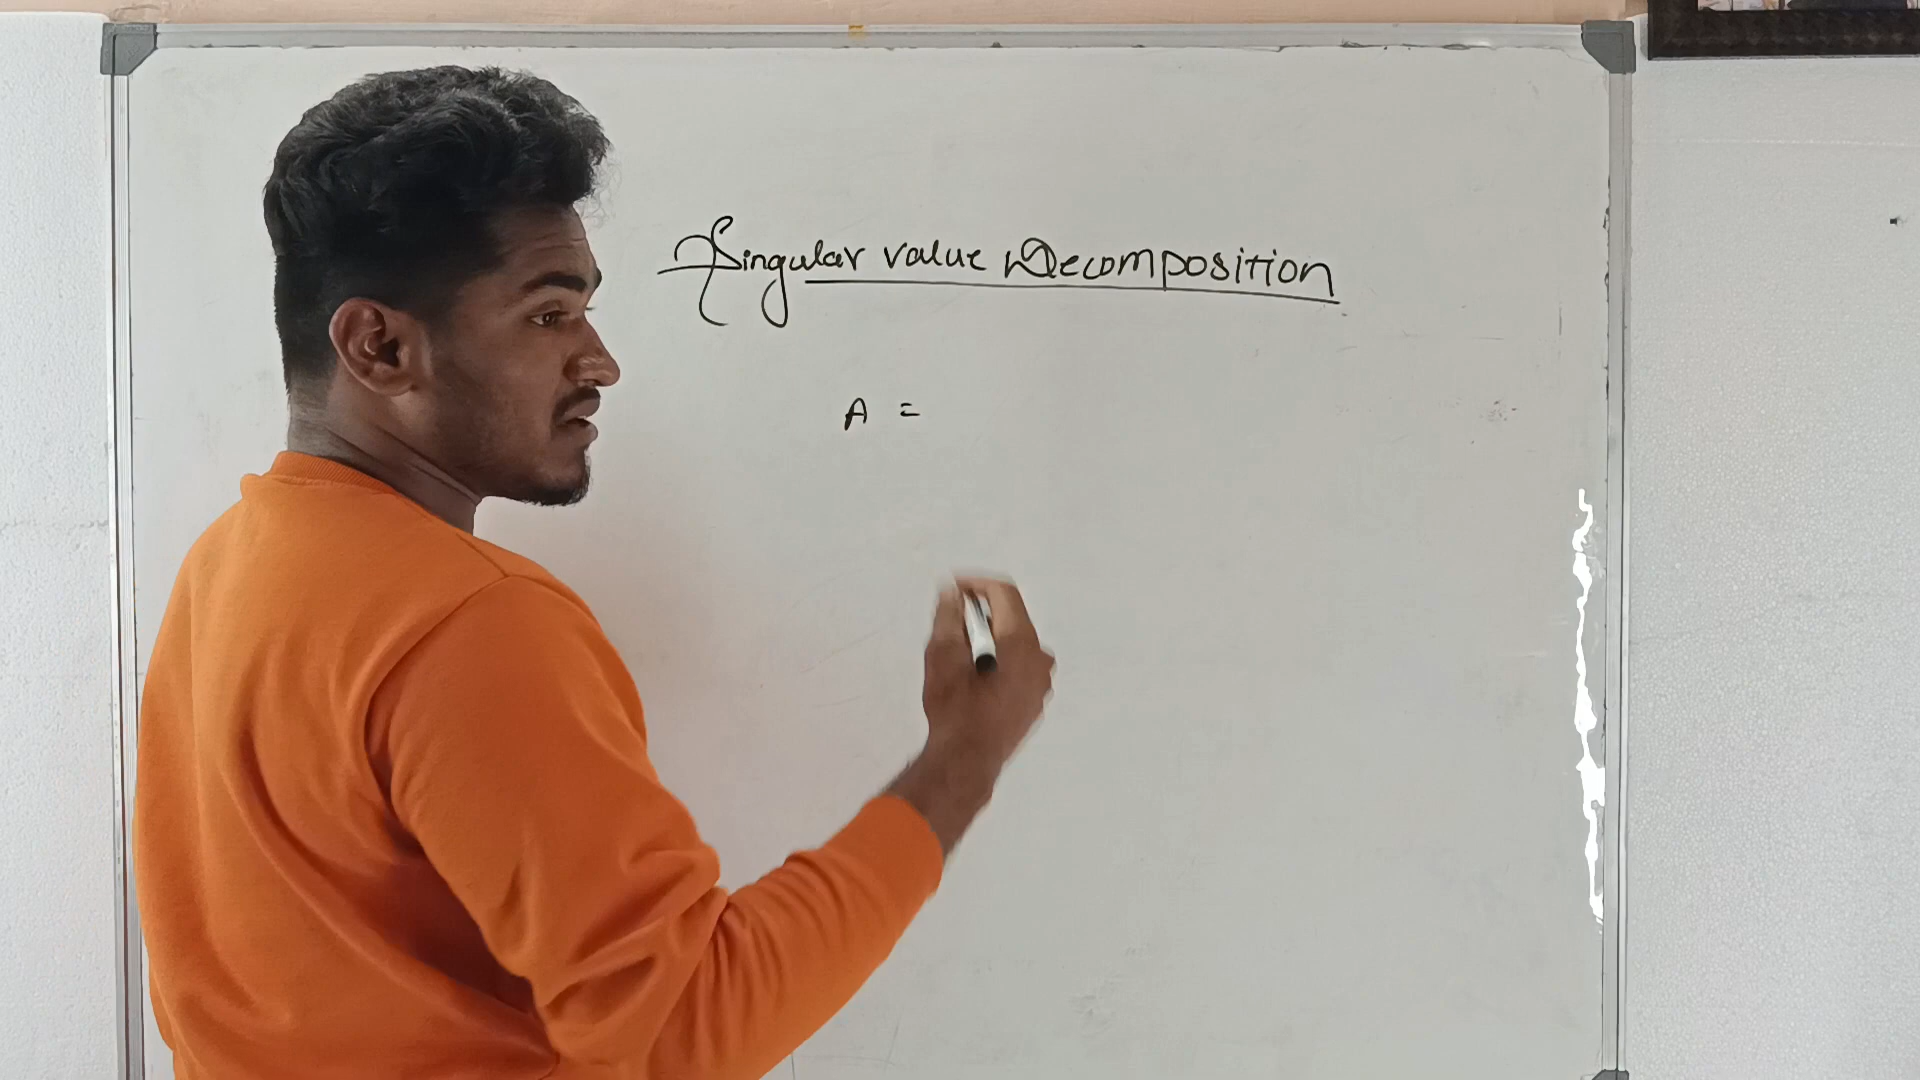 Singular value Decomposition
A =